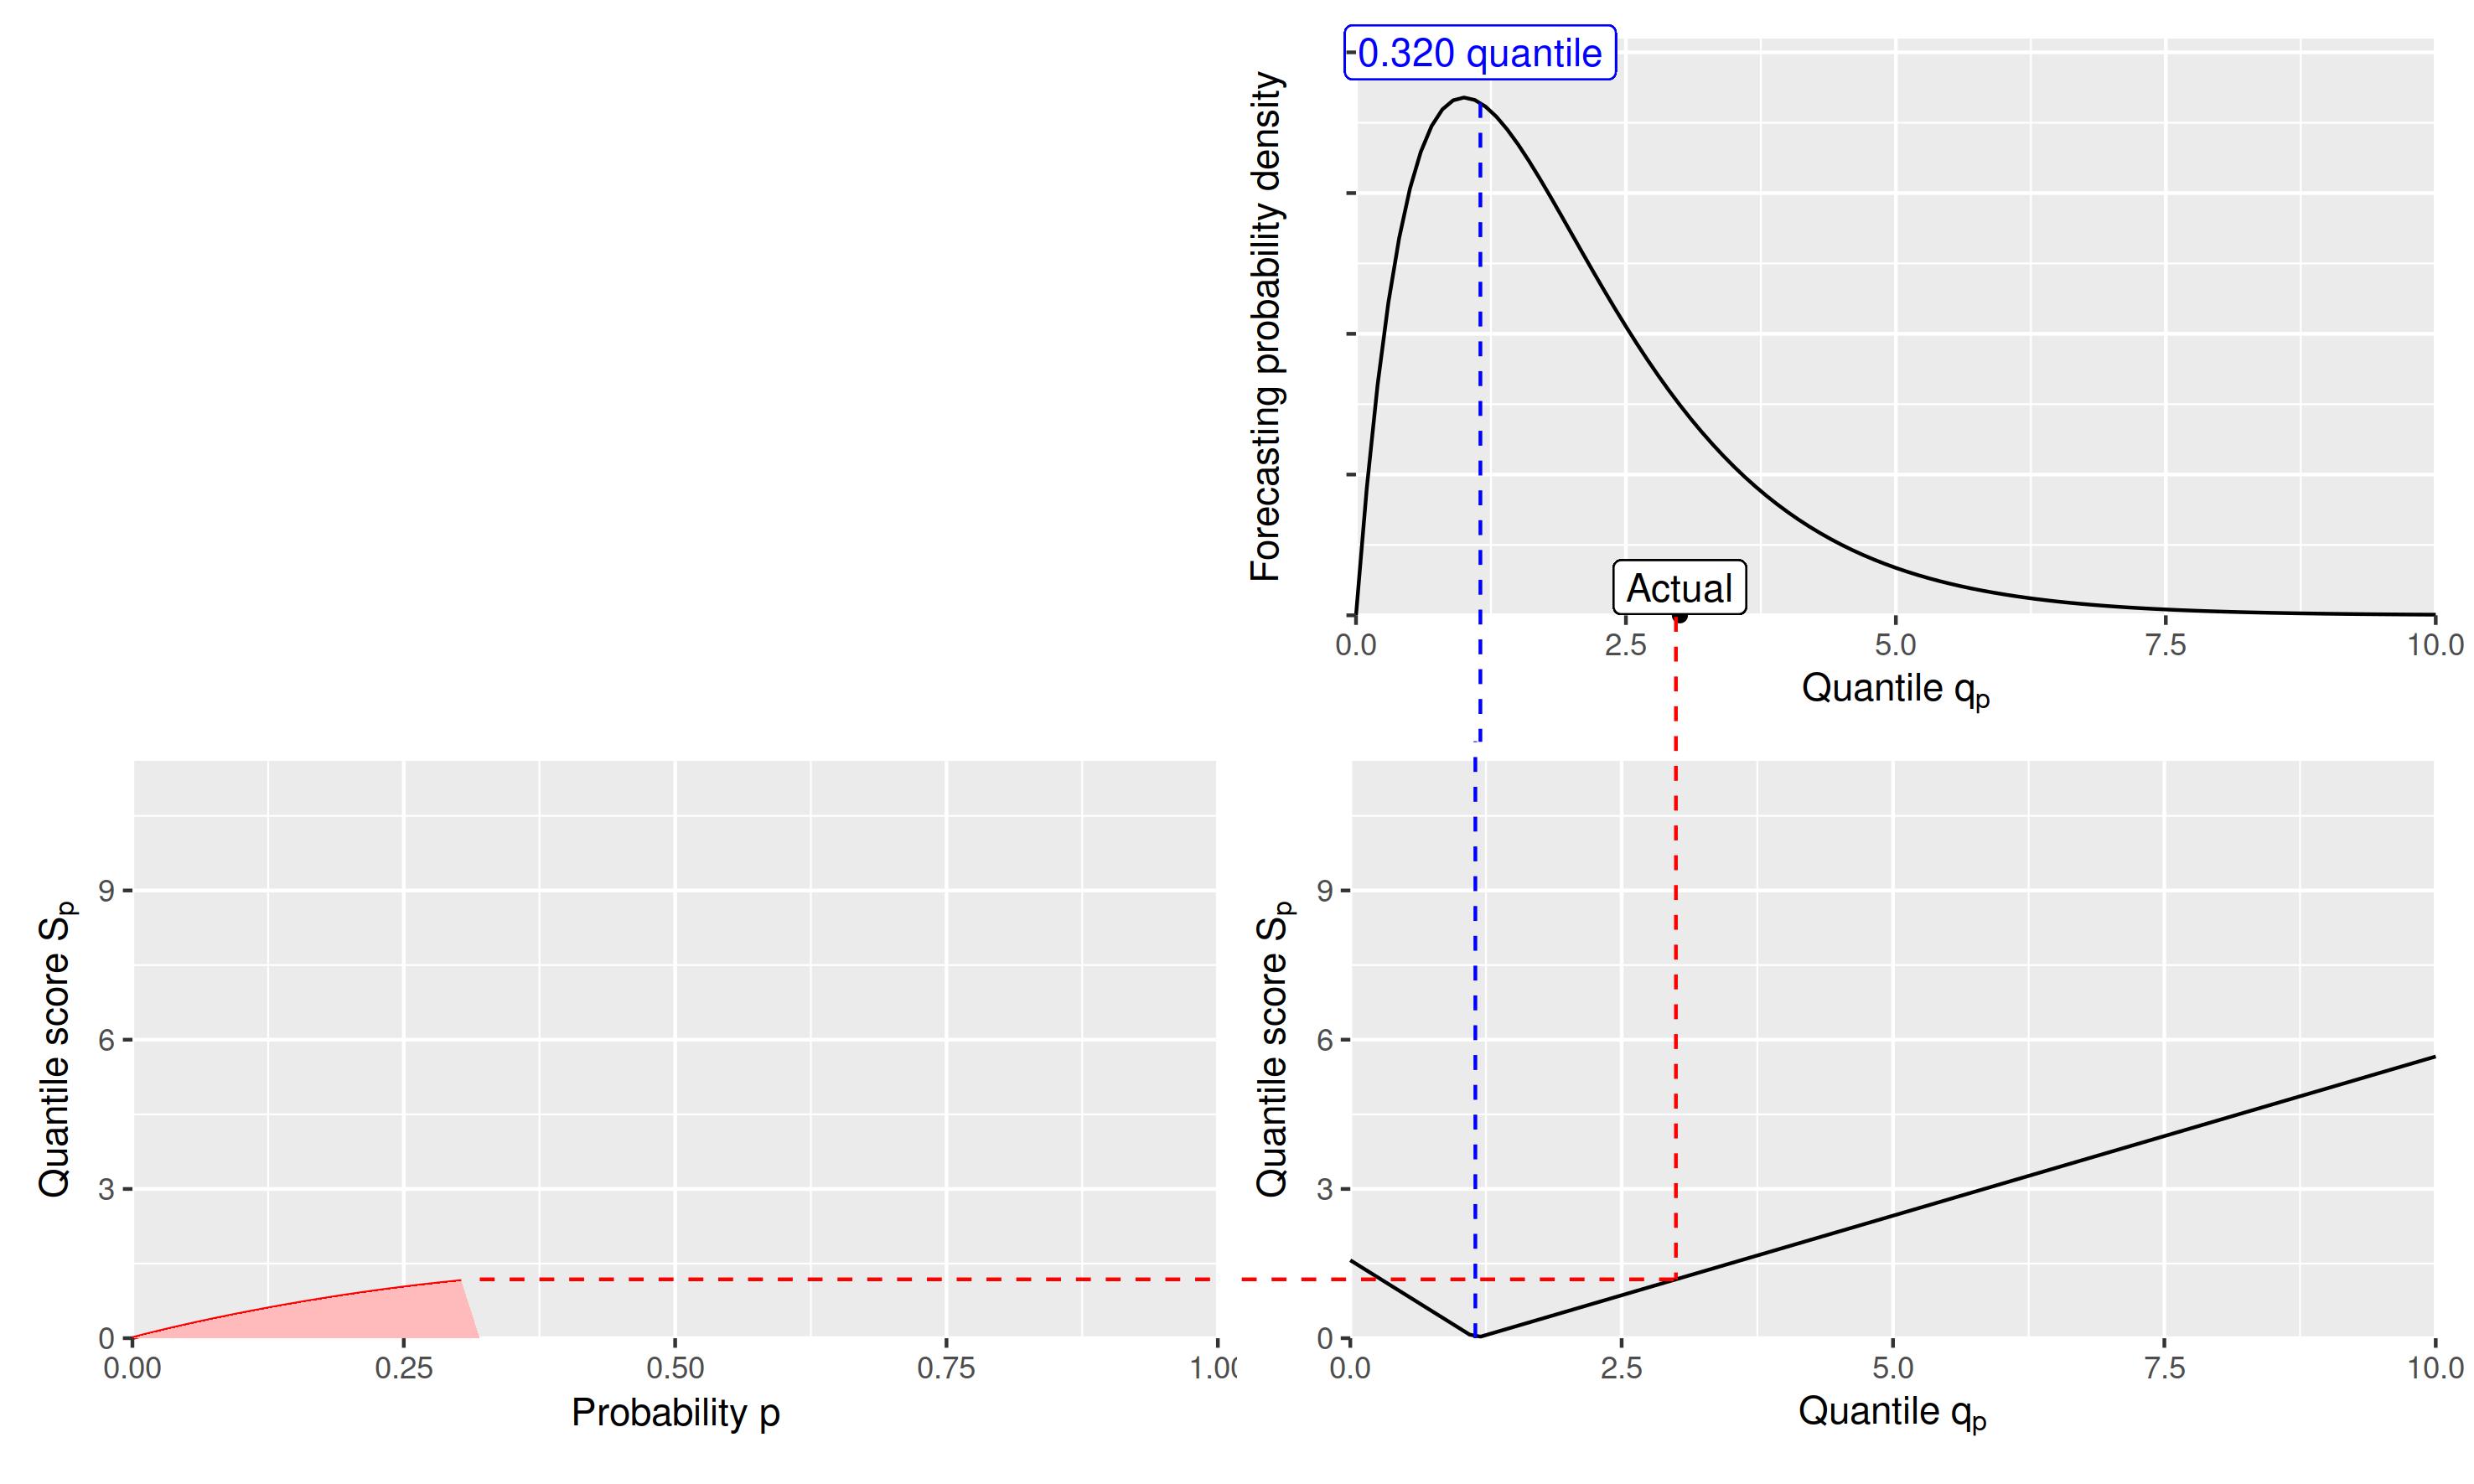 0.320 quantile
Forecasting probability density
Actual
0.0 2.5 5.0 7.5 10.0
Quantile qp
Quantile score Sp
9
6
3
0
0.00 0.25 0.50 0.75 1.00
Probability p
Quantile score Sp
9
6
3
0
0.0 2.5 5.0 7.5 10.0
Quantile qp